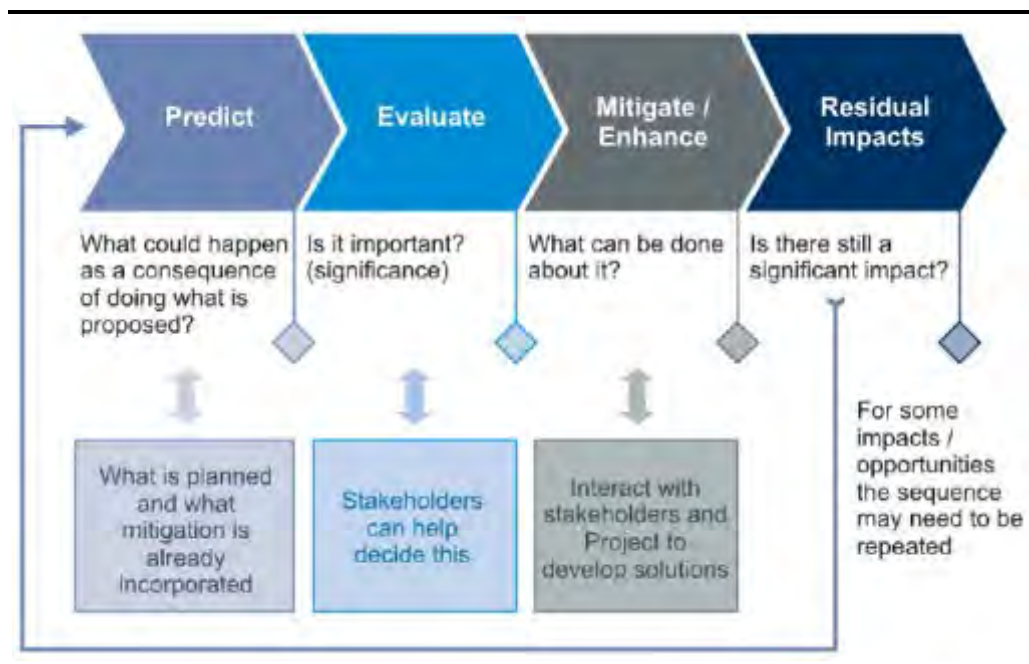 Predict
Evaluate
Mitigate /
Enhance
Residual
Impacts
What could happen
as a consequence
of doing what is
proposed?
Is it important?
(significance)
What can be done
about it?
Is there still a
significant impact?
What is planned
and what
mitigation is
already
incorporated
Stakeholders
can help
decide this
Interact with
stakeholders and
Project to
develop solutions
For some
impacts /
opportunities
the sequence
may need to be
repeated